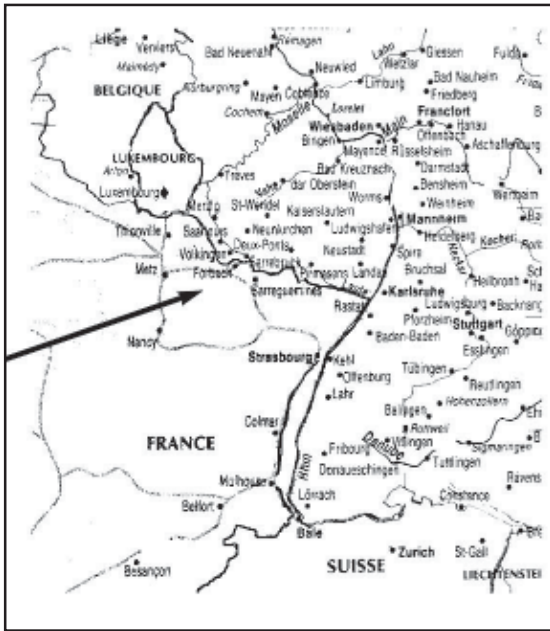 Liège
Verviers
Malmédy
Remagen
Bad Neuenahr
Neuwied
Lahn
Wetzlar
Giessen
Fulda
Nürburgring
Mayen
Limburg
Bad Nauheim
Friedberg
BELGIQUE
Cochem
Moselle
Wiesbaden
Main
Francfort
Offenbach
Hanau
Bingen
Mayence
Rüsselsheim
Aschaffenburg
LUXEMBOURG
Arlon
Luxembourg
Trèves
Nahe
Bad Kreuznach
dar Oberstein
Darmstadt
Bensheim
Worms
Wertheim
St-Wendel
Kaiserslautern
Weinheim
Merzig
Ludwigshafen
Mannheim
Thionville
Saarlouis
Neunkirchen
Heidelberg
Deux-Ponts
Neustadt
Neckar
Kocher
Volklingen
Sarrebruck
Spire
Forbach
Pirmasens
Landau
Bruchsal
Heilbronn
Metz
Sarreguemines
Karlsruhe
Rastatt
Ludwigsburg
Backnang
Pforzheim
Stuttgart
Nancy
Baden-Baden
Esslingen
Strasbourg
Kehl
Offenburg
Tübingen
Reutlingen
Lahr
Hohenzollern
Balingen
Colmar
Rottweil
FRANCE
Fribourg
Danube
Villingen
Sigmaringen
Rhin
Donaueschingen
Tuttlingen
Mulhouse
Lörrach
Constance
Belfort
Bâle
Zurich
St-Gall
Besançon
SUISSE
LIECHTENSTEI